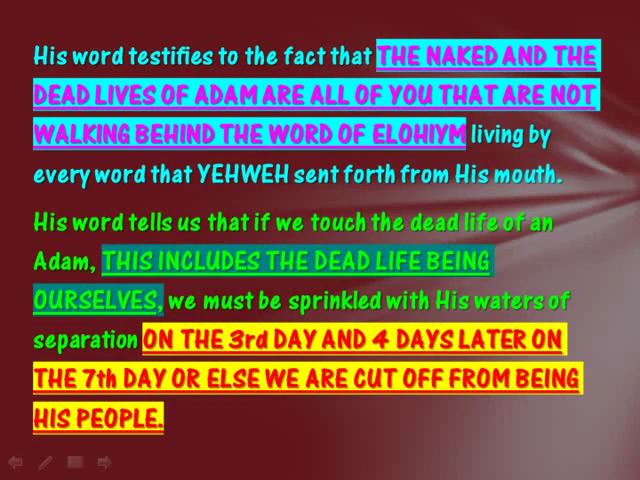 His word testifies to the fact that THE NAKED AND THE
DEAD LIVES OF ADAM ARE ALL OF YOU THAT ARE NOT
WALKING BEHIND THE WORD OF ELOHIYM living by
every word that YEHWEH sent forth from His mouth.
His word tells us that if we touch the dead life of an
Adam, THIS INCLUDES THE DEAD LIFE BEING
OURSELVES, we must be sprinkled with His waters of
separation ON THE 3rd DAY AND 4 DAYS LATER ON
THE 7th DAY OR ELSE WE ARE CUT OFF FROM BEING
HIS PEOPLE.